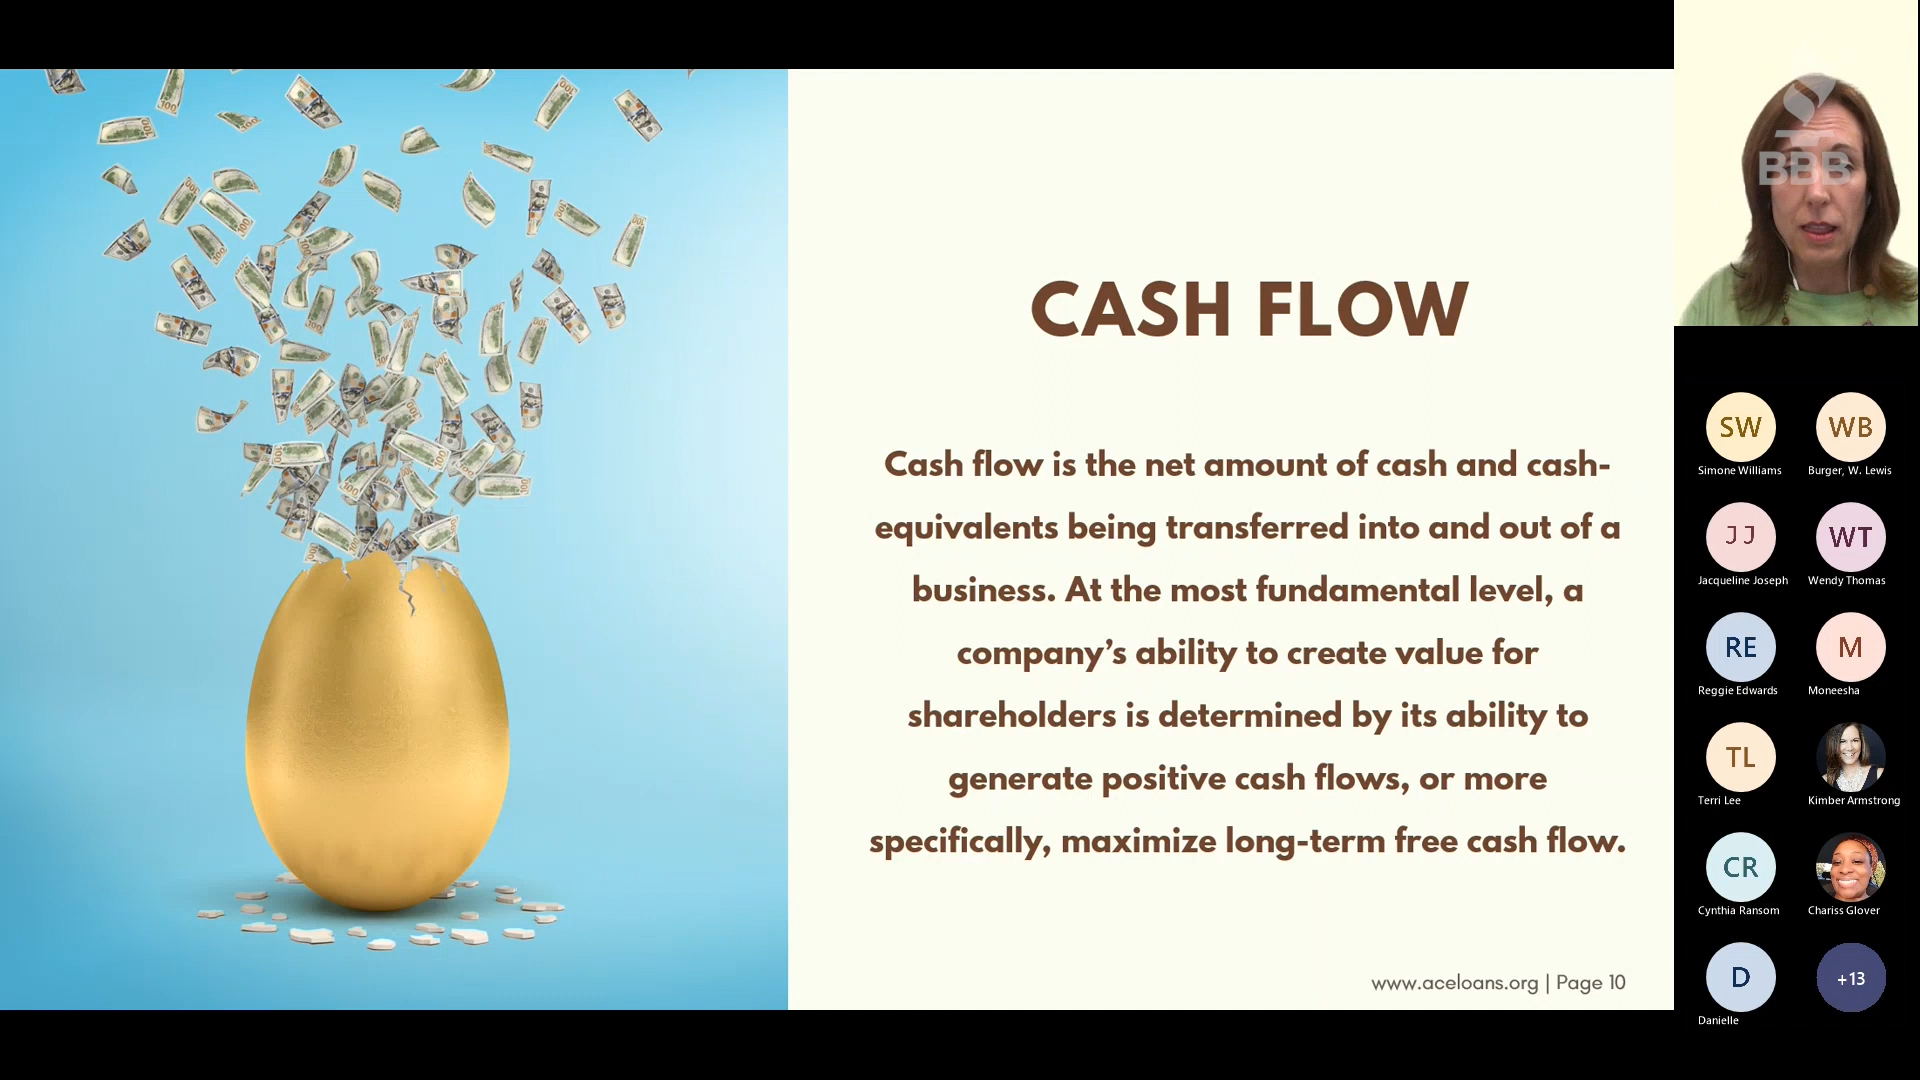 CASH FLOW
Cash flow is the net amount of cash and cash-
equivalents being transferred into and out of a
business. At the most fundamental level, a
company’s ability to create value for
shareholders is determined by its ability to
generate positive cash flows, or more
specifically, maximize long-term free cash flow.
www.aceloans.org | Page 10
BBB
SW
WB
Simone Williams
Burger, W. Lewis
JJ
WT
Jacqueline Joseph
Wendy Thomas
RE
M
Reggie Edwards
Moneesha
TL
Terri Lee
Kimber Armstrong
CR
Cynthia Ransom
Chariss Glover
D
+13
Danielle